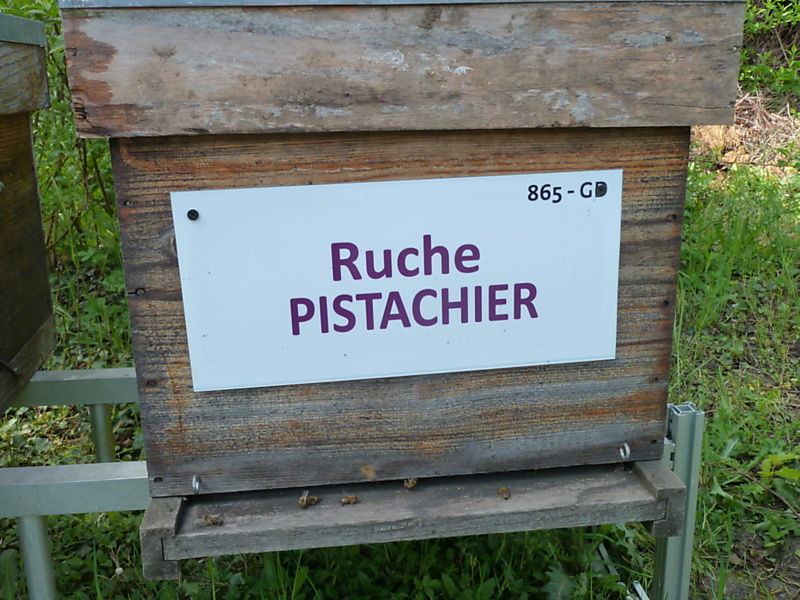 865 - GD
Ruche
PISTACHIER